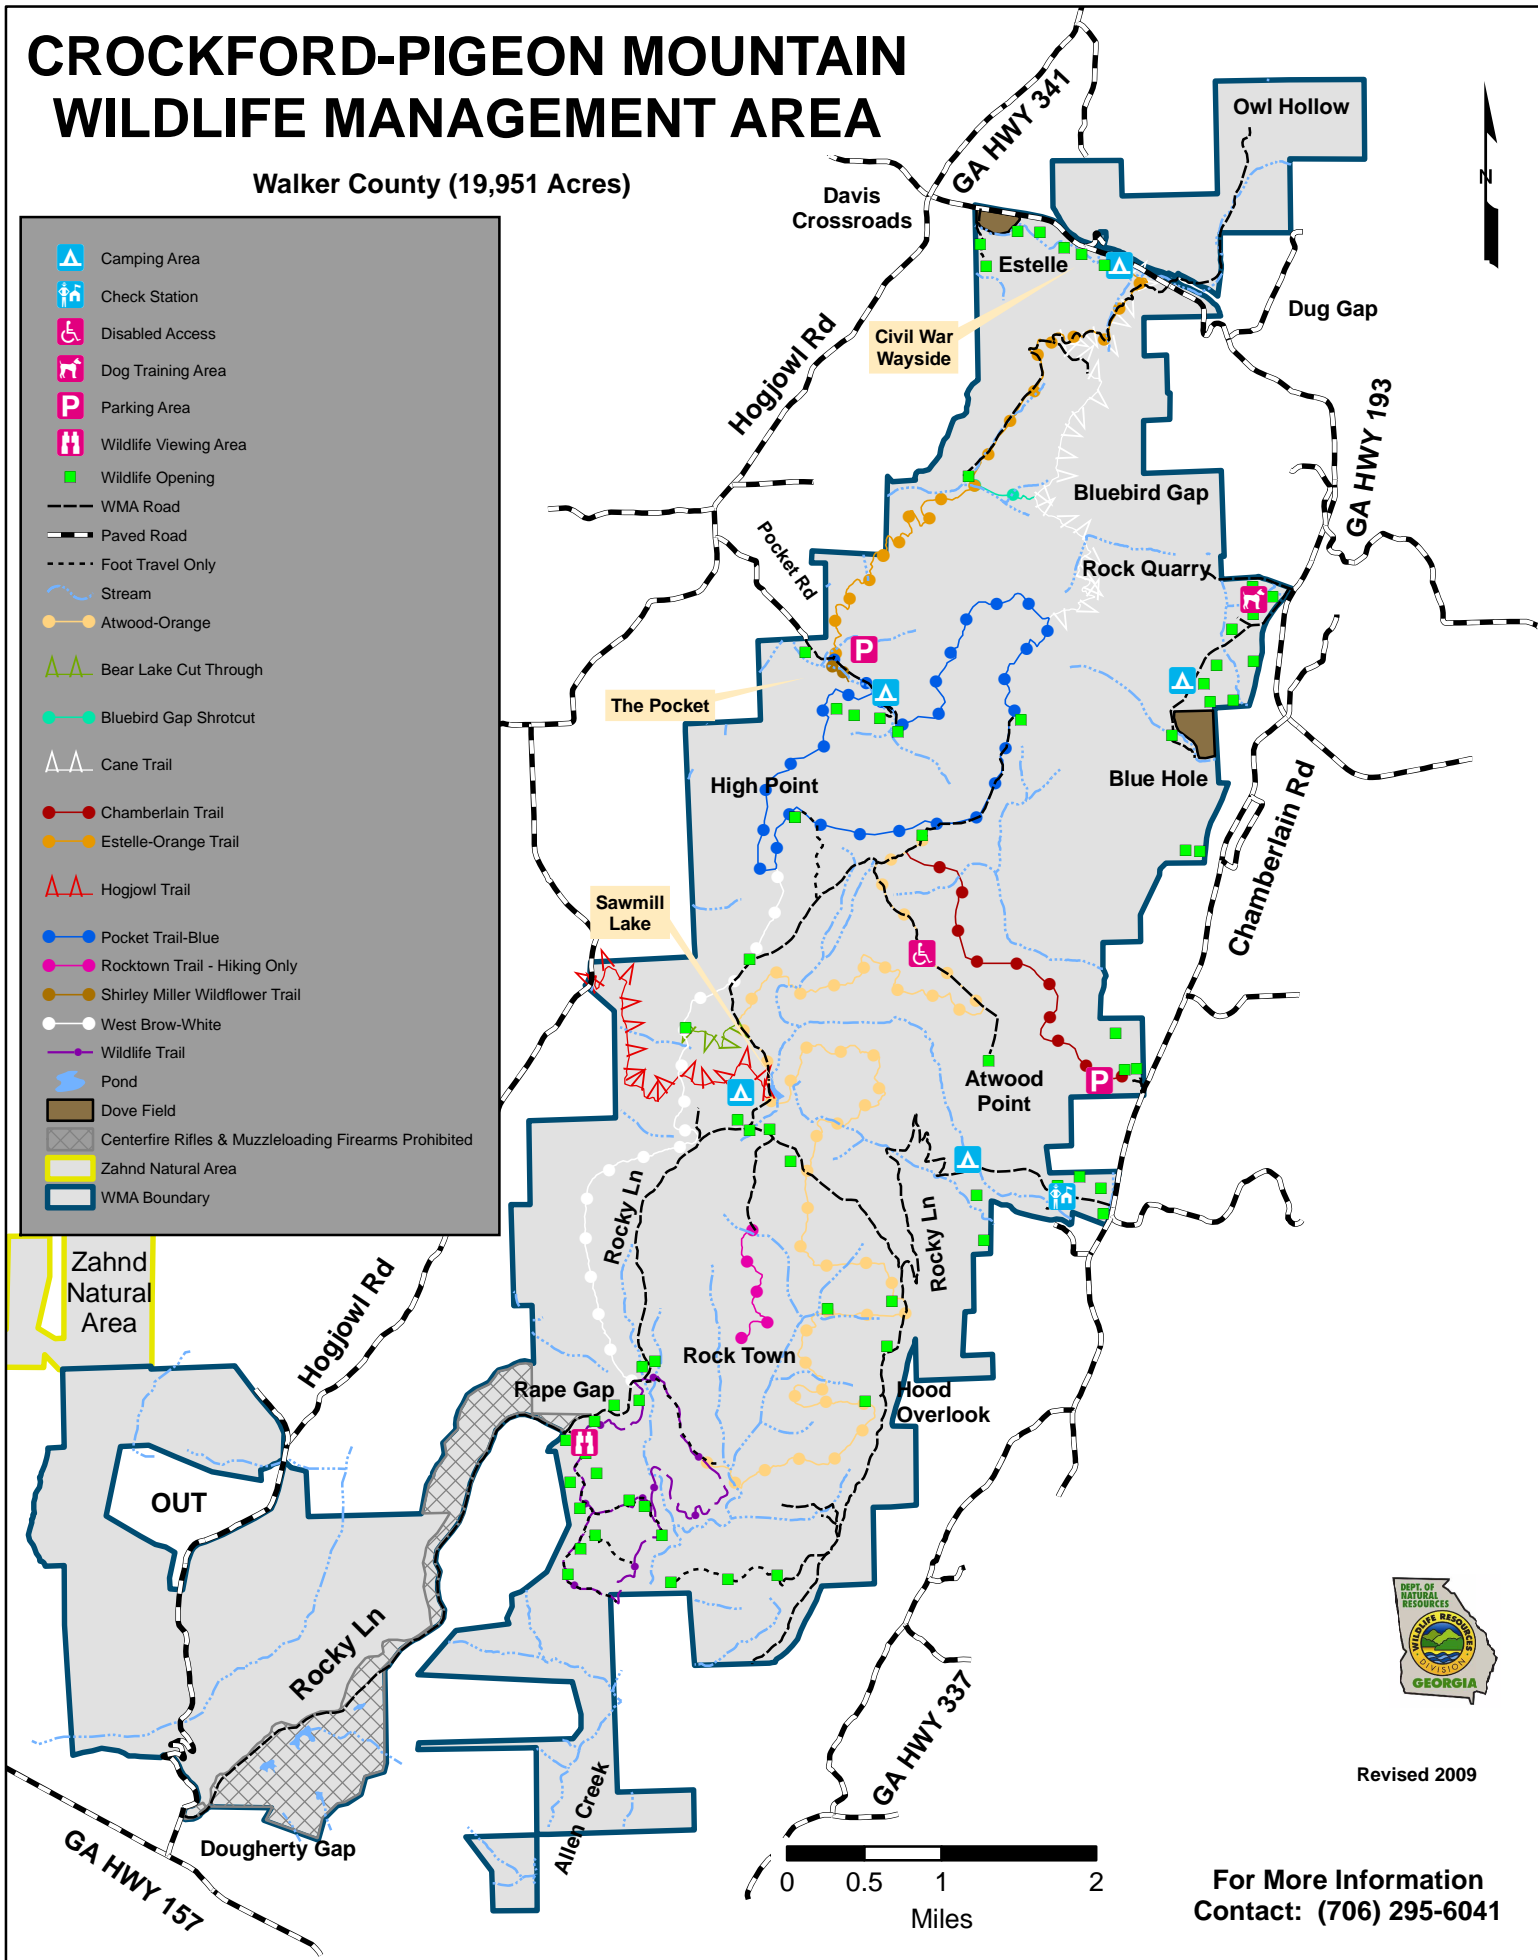 CROCKFORD-PIGEON MOUNTAIN
WILDLIFE MANAGEMENT AREA
Walker County (19,951 Acres)
Camping Area
Check Station
Disabled Access
Dog Training Area
P
Parking Area
Wildlife Viewing Area
Wildlife Opening
WMA Road
Paved Road
Foot Travel Only
Stream
Atwood-Orange
Bear Lake Cut Through
Bluebird Gap Shrotcut
Cane Trail
Chamberlain Trail
Estelle-Orange Trail
Hogjowl Trail
Pocket Trail-Blue
Rocktown Trail - Hiking Only
Shirley Miller Wildflower Trail
West Brow-White
Wildlife Trail
Pond
Dove Field
Centerfire Rifles & Muzzleloading Firearms Prohibited
Zahnd Natural Area
WMA Boundary
GA HWY 341
Owl Hollow
N
Davis
Crossroads
Estelle
Dug Gap
Civil War
Wayside
Hogjowl Rd
GA HWY 193
Bluebird Gap
Pocket Rd
Rock Quarry
P
The Pocket
High Point
Blue Hole
Chamberlain Rd
Sawmill
Lake
Atwood
Point
P
Rocky Ln
Rocky Ln
Zahnd
Natural
Area
Hogjowl Rd
Rock Town
Rape Gap
Hood
Overlook
OUT
Rocky Ln
DEPT. OF
NATURAL
RESOURCES
WILDLIFE RESOURCES
DIVISION
GEORGIA
GA HWY 337
Allen Creek
Dougherty Gap
GA HWY 157
Revised 2009
0 0.5 1 2
Miles
For More Information
Contact: (706) 295-6041